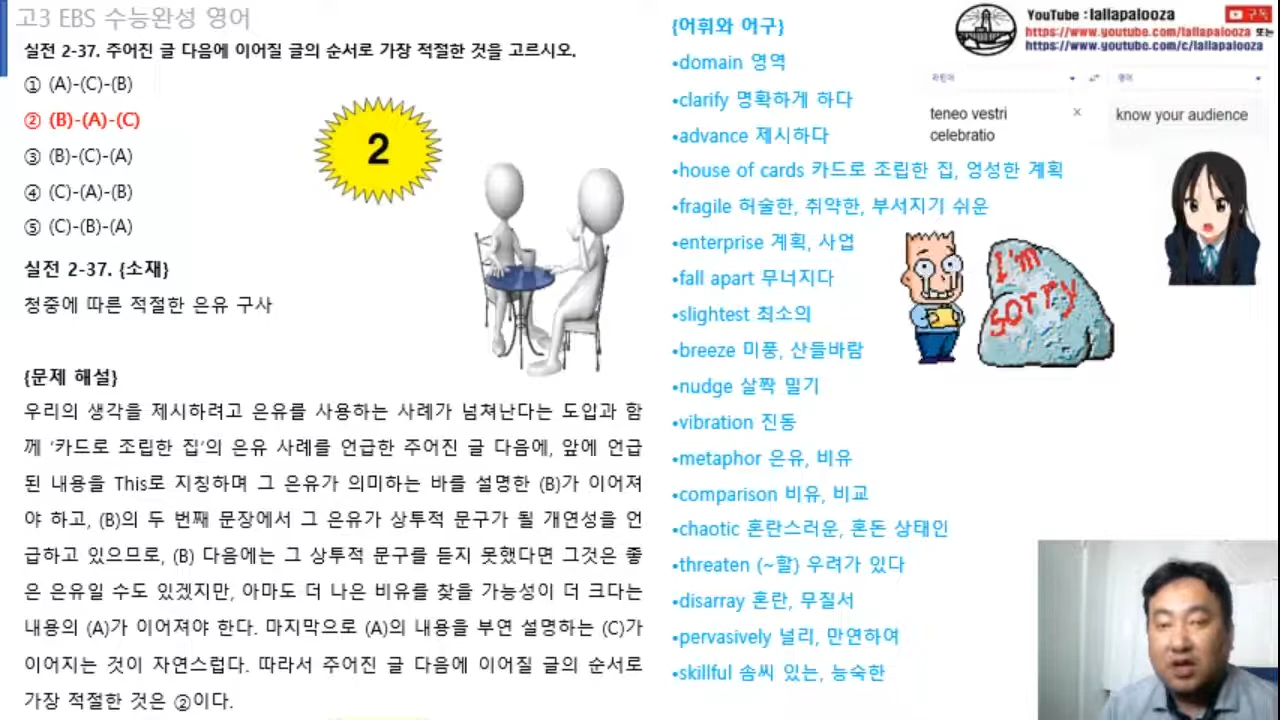 고3 EBS 수능완성 영어
실전 2-37. 주어진 글 다음에 이어질 글의 순서로 가장 적절한 것을 고르시오.
① (A)-(C)-(B)
② (B)-(A)-(C)
③ (B)-(C)-(A)
④ (C)-(A)-(B)
⑤ (C)-(B)-(A)
2
실전 2-37. {소재}
청중에 따른 적절한 은유 구사
{문제 해설}
우리의 생각을 제시하려고 은유를 사용하는 사례가 넘쳐난다는 도입과 함
께 ‘카드로 조립한 집’의 은유 사례를 언급한 주어진 글 다음에, 앞에 언급
된 내용을 This로 지칭하며 그 은유가 의미하는 바를 설명한 (B)가 이어져
야 하고, (B)의 두 번째 문장에서 그 은유가 상투적 문구가 될 개연성을 언
급하고 있으므로, (B) 다음에는 그 상투적 문구를 듣지 못했다면 그것은 좋
은 은유일 수도 있겠지만, 아마도 더 나은 비유를 찾을 가능성이 더 크다는
내용의 (A)가 이어져야 한다. 마지막으로 (A)의 내용을 부연 설명하는 (C)가
이어지는 것이 자연스럽다. 따라서 주어진 글 다음에 이어질 글의 순서로
가장 적절한 것은 ②이다.
{어휘와 어구}
•domain 영역
•clarify 명확하게 하다
•advance 제시하다
•house of cards 카드로 조립한 집, 엉성한 계획
•fragile 허술한, 취약한, 부서지기 쉬운
•enterprise 계획, 사업
•fall apart 무너지다
•slightest 최소의
•breeze 미풍, 산들바람
•nudge 살짝 밀기
•vibration 진동
•metaphor 은유, 비유
•comparison 비유, 비교
•chaotic 혼란스러운, 혼돈 상태인
•threaten (~할) 우려가 있다
•disarray 혼란, 무질서
•pervasively 널리, 만연하여
•skillful 솜씨 있는, 능숙한
YouTube : lallapalooza 구독
https://www.youtube.com/lallapalooza 또는
https://www.youtube.com/c/lallapalooza
라틴어 영어
teneo vestri × know your audience
celebratio
I'm
sorry